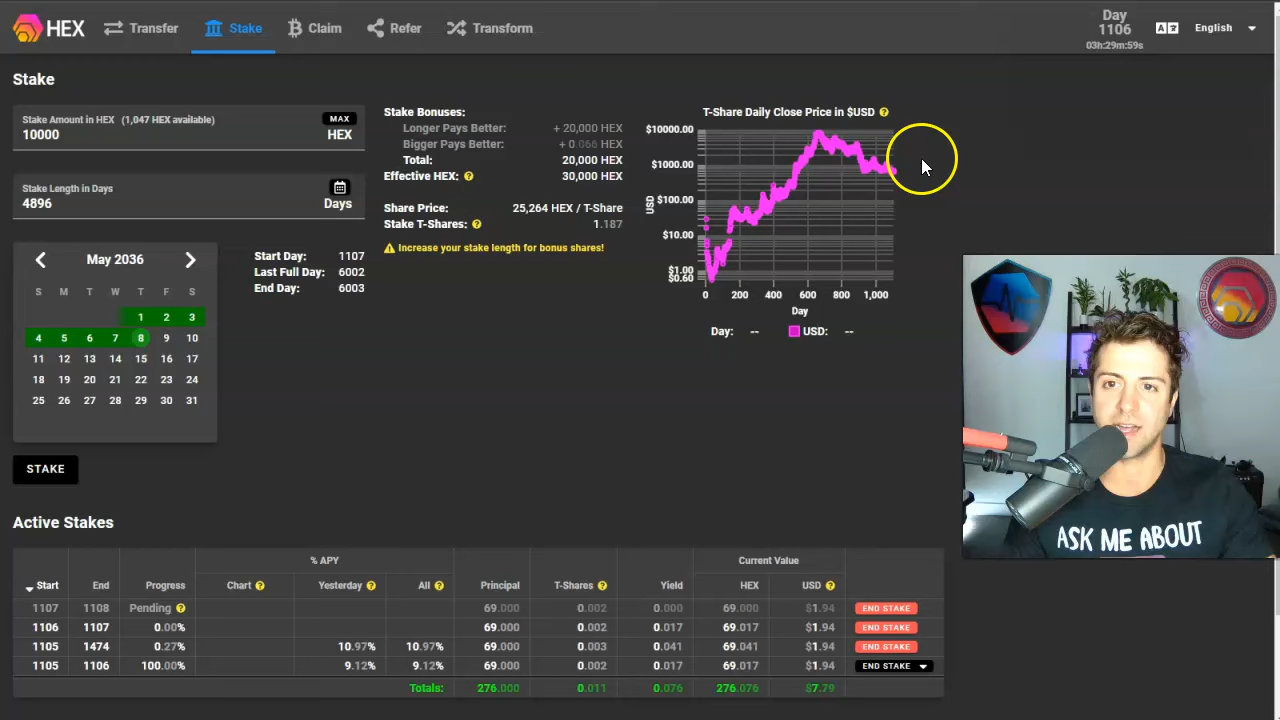 HEX Transfer Stake Claim Refer Transform
Day
1106
03h:29m:59s
English
Stake
Stake Amount in HEX (1,047 HEX available) MAX
10000 HEX
Stake Length in Days
4896 Days
May 2036
S M T W T F S
1 2 3
4 5 6 7 8 9 10
11 12 13 14 15 16 17
18 19 20 21 22 23 24
25 26 27 28 29 30 31
Start Day: 1107
Last Full Day: 6002
End Day: 6003
STAKE
Stake Bonuses:
Longer Pays Better: + 20,000 HEX
Bigger Pays Better: + 0.066 HEX
Total: 20,000 HEX
Effective HEX: ? 30,000 HEX
Share Price: 25,264 HEX / T-Share
Stake T-Shares: ? 1.187
Increase your stake length for bonus shares!
T-Share Daily Close Price in $USD ?
$10000.00
$1000.00
$100.00
$10.00
$1.00
$0.60
USD
0 200 400 600 800 1,000
Day
Day: -- USD: --
ASK ME ABOUT
Active Stakes
% APY Current Value
Start End Progress Chart ? Yesterday ? All ? Principal T-Shares ? Yield HEX USD ?
1107 1108 Pending ? 69.000 0.002 0.000 69.000 $1.94 END STAKE
1106 1107 0.00% 69.000 0.002 0.017 69.017 $1.94 END STAKE
1105 1474 0.27% 10.97% 10.97% 69.000 0.003 0.041 69.041 $1.94 END STAKE
1105 1106 100.00% 9.12% 9.12% 69.000 0.002 0.017 69.017 $1.94 END STAKE
Totals: 276.000 0.011 0.076 276.076 $7.79